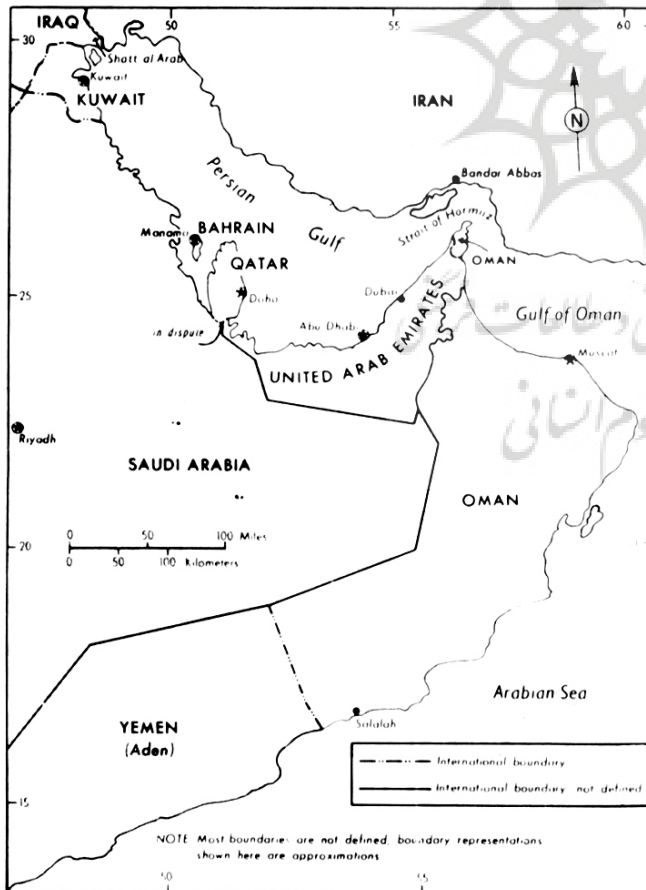 50
55
60
30
IRAQ
Shatt al Arab
Kuwait
KUWAIT
IRAN
N
Bandar Abbas
Persian
Gulf
Strait of Hormuz
Manama
BAHRAIN
QATAR
OMAN
Doha
25
Dubai
Gulf of Oman
in dispute
Abu Dhabi
UNITED ARAB EMIRATES
Muscat
Riyadh
SAUDI ARABIA
OMAN
0 50 100 Miles
0 50 100 Kilometers
20
Arabian Sea
Salalah
YEMEN
(Aden)
International boundary
International boundary not defined
15
NOTE Most boundaries are not defined, boundary representations
shown here are approximations
50
55